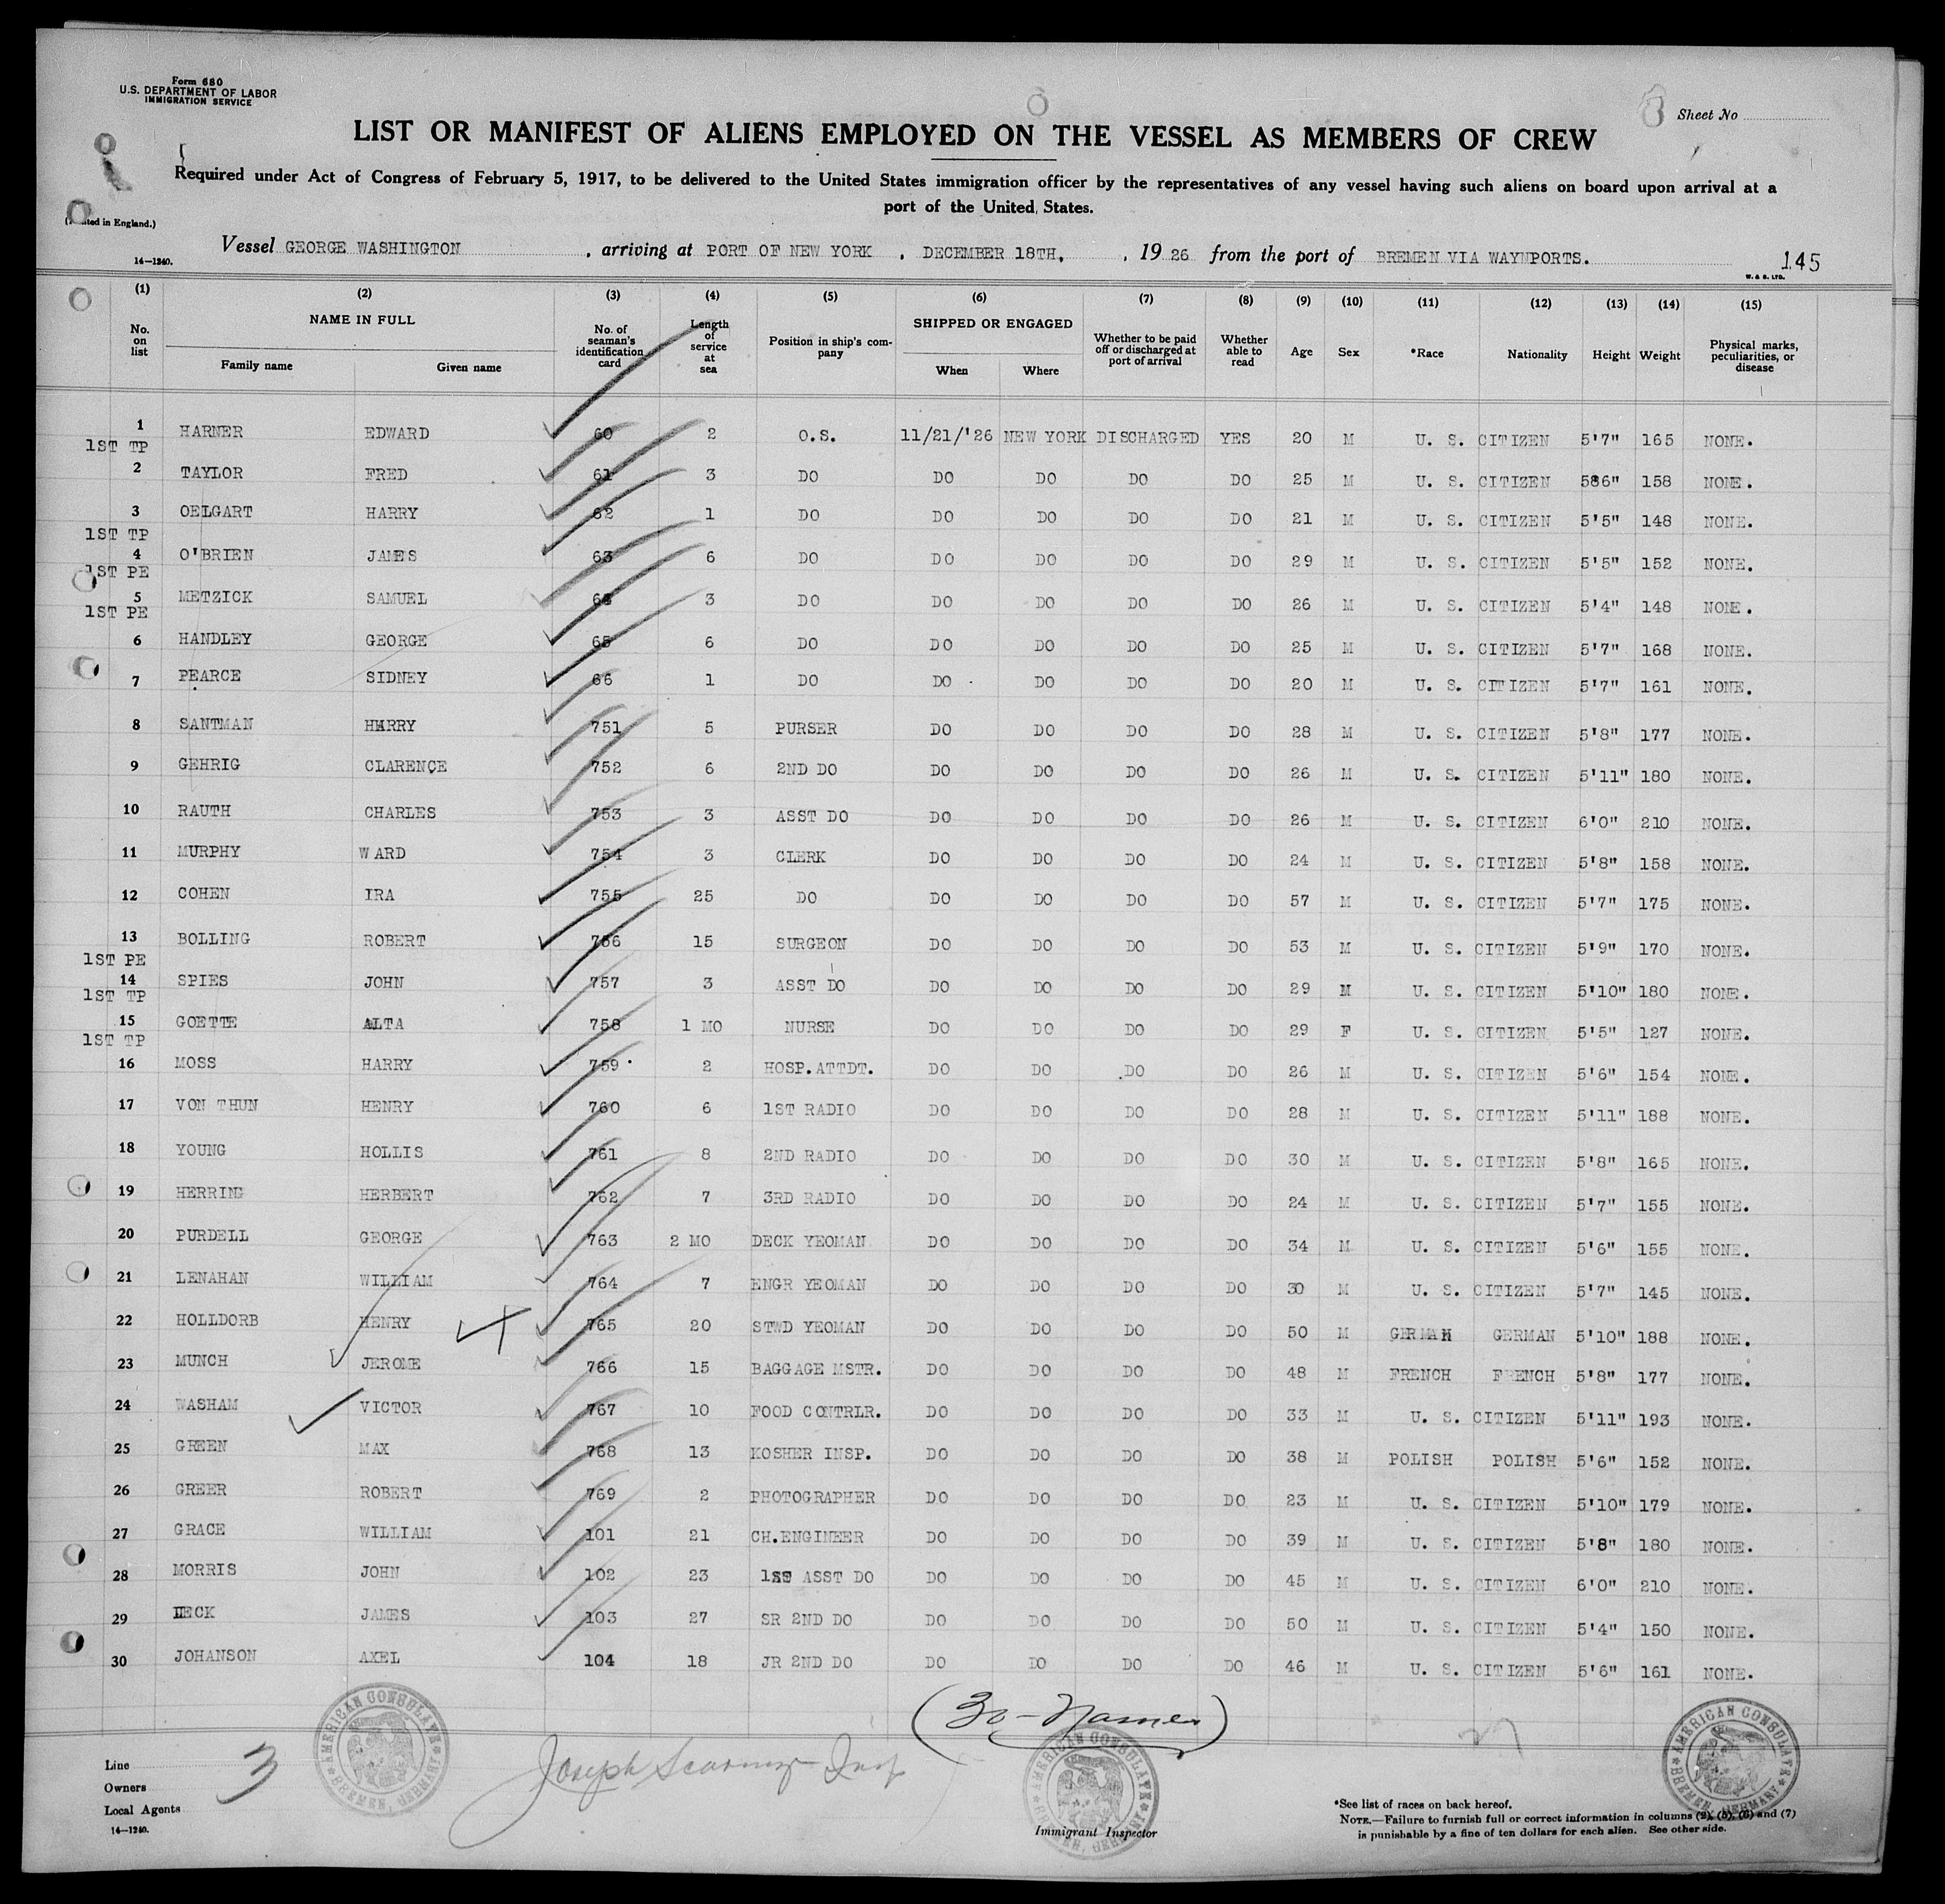 Form 680
U.S. DEPARTMENT OF LABOR
IMMIGRATION SERVICE
Sheet No
LIST OR MANIFEST OF ALIENS EMPLOYED ON THE VESSEL AS MEMBERS OF CREW
Required under Act of Congress of February 5, 1917, to be delivered to the United States immigration officer by the representatives of any vessel having such aliens on board upon arrival at a
port of the United States.
Vessel GEORGE WASHINGTON, arriving at PORT OF NEW YORK, DECEMBER 18TH, , 19 26 from the port of BREMEN VIA WAYNPORTS.
14—1240.
W. & S. LTD.
145
(1) (2) (3) (4) (5) (6) (7) (8) (9) (10) (11) (12) (13) (14) (15)
No. on list NAME IN FULL Family name Given name No. of seaman's identification card Length of service at sea Position in ship's company SHIPPED OR ENGAGED When Where Whether to be paid off or discharged at port of arrival Whether able to read Age Sex *Race Nationality Height Weight Physical marks, peculiarities, or disease
1 HARNER EDWARD 60 2 O.S. 11/21/'26 NEW YORK DISCHARGED YES 20 M U. S. CITIZEN 5'7" 165 NONE.
1ST TP
2 TAYLOR FRED 61 3 DO DO DO DO DO 25 M U. S. CITIZEN 586" 158 NONE.
3 OELGART HARRY 62 1 DO DO DO DO DO 21 M U. S. CITIZEN 5'5" 148 NONE.
1ST TP
4 O'BRIEN JAMES 63 6 DO DO DO DO DO 29 M U. S. CITIZEN 5'5" 152 NONE.
1ST PE
5 METZICK SAMUEL 64 3 DO DO DO DO DO 26 M U. S. CITIZEN 5'4" 148 NONE.
1ST PE
6 HANDLEY GEORGE 65 6 DO DO DO DO DO 25 M U. S. CITIZEN 5'7" 168 NONE.
7 PEARCE SIDNEY 66 1 DO DO DO DO DO 20 M U. S. CITIZEN 5'7" 161 NONE.
8 SANTMAN HARRY 751 5 PURSER DO DO DO DO 28 M U. S. CITIZEN 5'8" 177 NONE.
9 GEHRIG CLARENCE 752 6 2ND DO DO DO DO DO 26 M U. S. CITIZEN 5'11" 180 NONE.
10 RAUTH CHARLES 753 3 ASST DO DO DO DO DO 26 M U. S. CITIZEN 6'0" 210 NONE.
11 MURPHY WARD 754 3 CLERK DO DO DO DO 24 M U. S. CITIZEN 5'8" 158 NONE.
12 COHEN IRA 755 25 DO DO DO DO DO 57 M U. S. CITIZEN 5'7" 175 NONE.
13 BOLLING ROBERT 756 15 SURGEON DO DO DO DO 53 M U. S. CITIZEN 5'9" 170 NONE.
1ST PE
14 SPIES JOHN 757 3 ASST DO DO DO DO DO 29 M U. S. CITIZEN 5'10" 180 NONE.
1ST TP
15 GOETTE ALTA 758 1 MO NURSE DO DO DO DO 29 F U. S. CITIZEN 5'5" 127 NONE.
1ST TP
16 MOSS HARRY 759 2 HOSP.ATTDT. DO DO DO DO 26 M U. S. CITIZEN 5'6" 154 NONE.
17 VON THUN HENRY 760 6 1ST RADIO DO DO DO DO 28 M U. S. CITIZEN 5'11" 188 NONE.
18 YOUNG HOLLIS 761 8 2ND RADIO DO DO DO DO 30 M U. S. CITIZEN 5'8" 165 NONE.
19 HERRING HERBERT 762 7 3RD RADIO DO DO DO DO 24 M U. S. CITIZEN 5'7" 155 NONE.
20 PURDELL GEORGE 763 2 MO DECK YEOMAN DO DO DO DO 34 M U. S. CITIZEN 5'6" 155 NONE.
21 LENAHAN WILLIAM 764 7 ENGR YEOMAN DO DO DO DO 30 M U. S. CITIZEN 5'7" 145 NONE.
22 HOLLDORB HENRY 765 20 STWD YEOMAN DO DO DO DO 50 M GERMAN GERMAN 5'10" 188 NONE.
23 MUNCH JEROME 766 15 BAGGAGE MSTR. DO DO DO DO 48 M FRENCH FRENCH 5'8" 177 NONE.
24 WASHAM VICTOR 767 10 FOOD CONTRLR. DO DO DO DO 33 M U. S. CITIZEN 5'11" 193 NONE.
25 GREEN MAX 768 13 KOSHER INSP. DO DO DO DO 38 M POLISH POLISH 5'6" 152 NONE.
26 GREER ROBERT 769 2 PHOTOGRAPHER DO DO DO DO 23 M U. S. CITIZEN 5'10" 179 NONE.
27 GRACE WILLIAM 101 21 CH.ENGINEER DO DO DO DO 39 M U. S. CITIZEN 5'8" 180 NONE.
28 MORRIS JOHN 102 23 1ST ASST DO DO DO DO DO 45 M U. S. CITIZEN 6'0" 210 NONE.
29 JAMES 103 27 SR 2ND DO DO DO DO DO 50 M U. S. CITIZEN 5'4" 150 NONE.
30 JOHANSON AXEL 104 18 JR 2ND DO DO DO DO DO 46 M U. S. CITIZEN 5'6" 161 NONE.
(30-Names)
27
AMERICAN CONSULATE BREMEN, GERMANY
AMERICAN CONSULATE BREMEN, GERMANY
AMERICAN CONSULATE BREMEN, GERMANY
Line
Owners
Local Agents
14—1240.
3
Joseph
Immigrant Inspector
*See list of races on back hereof.
NOTE.—Failure to furnish full or correct information in columns (2), (5), (6) and (7)
is punishable by a fine of ten dollars for each alien. See other side.